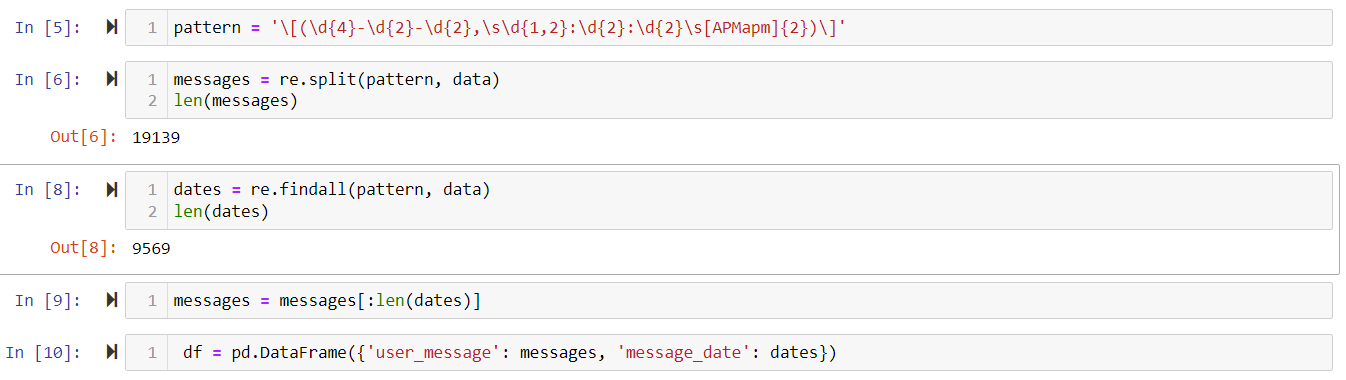 In [5]: 1 pattern = '\[(\d{4}-\d{2}-\d{2},\s\d{1,2}:\d{2}:\d{2}\s[APMapm]{2})\]'
In [6]: 1 messages = re.split(pattern, data)
2 len(messages)
Out[6]: 19139
In [8]: 1 dates = re.findall(pattern, data)
2 len(dates)
Out[8]: 9569
In [9]: 1 messages = messages[:len(dates)]
In [10]: 1 df = pd.DataFrame({'user_message': messages, 'message_date': dates})